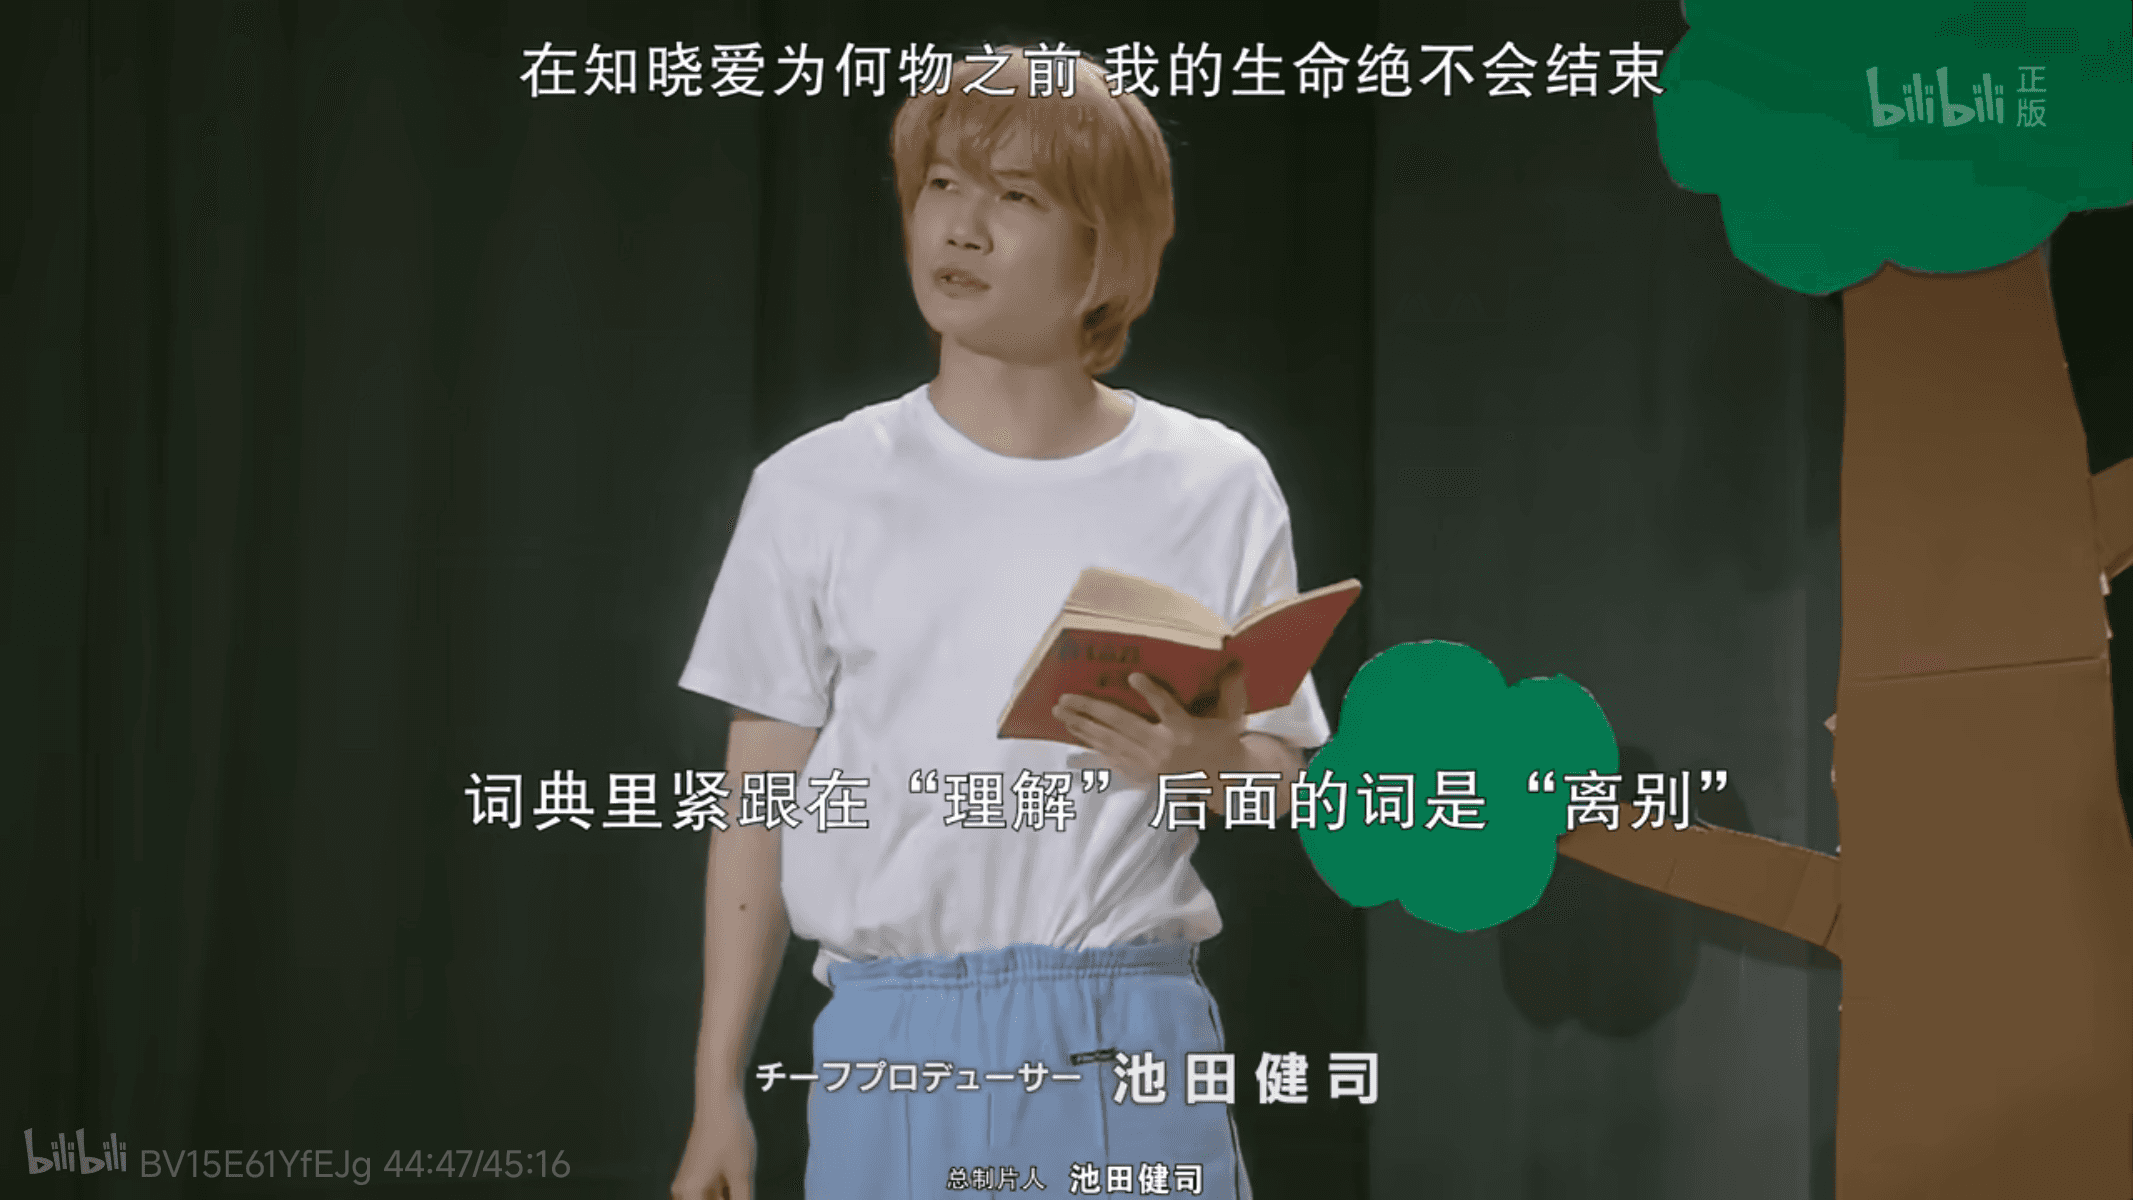 在知晓爱为何物之前 我的生命绝不会结束
bilibili 正版
词典里紧跟在“理解”后面的词是“离别”
チーフプロデューサー 池田健司
bilibili BV15E61YfEJg 44:47/45:16
总制片人 池田健司